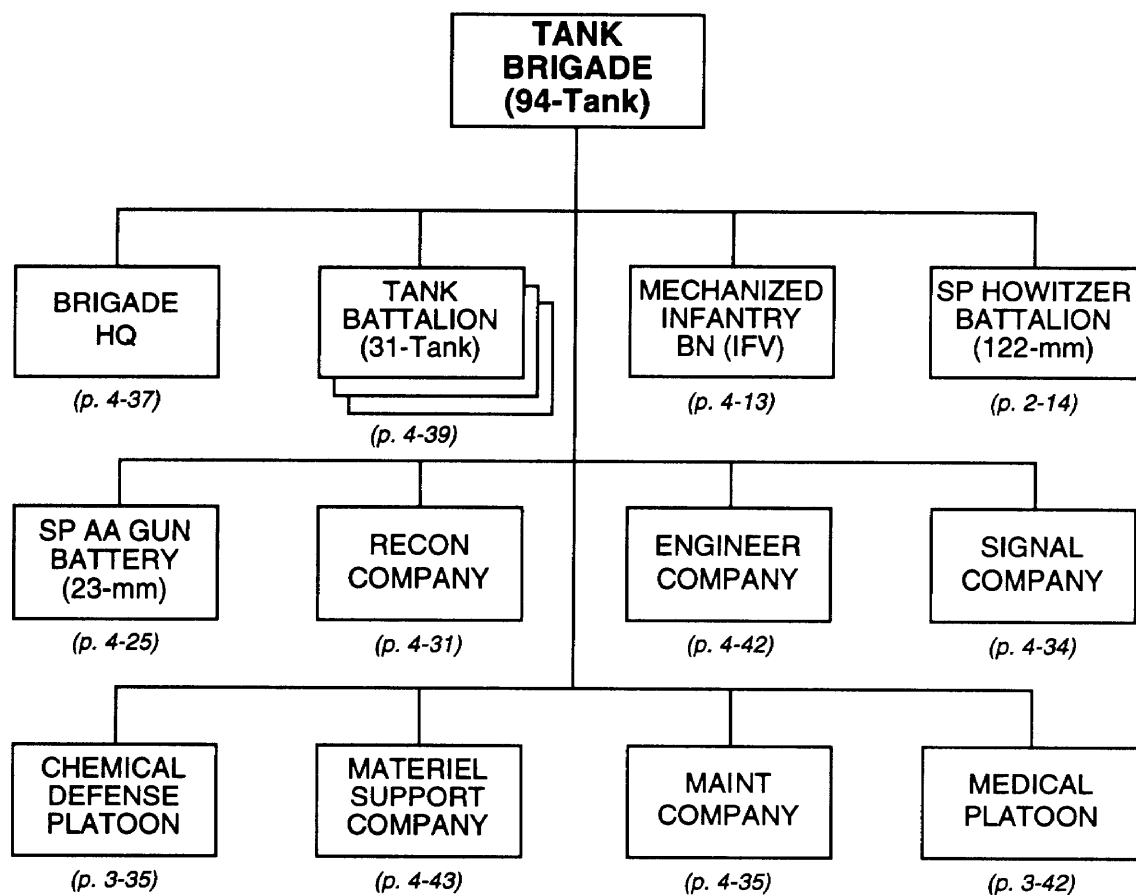 TANK
BRIGADE
(94-Tank)
BRIGADE
HQ
(p. 4-37)
TANK
BATTALION
(31-Tank)
(p. 4-39)
MECHANIZED
INFANTRY
BN (IFV)
(p. 4-13)
SP HOWITZER
BATTALION
(122-mm)
(p. 2-14)
SP AA GUN
BATTERY
(23-mm)
(p. 4-25)
RECON
COMPANY
(p. 4-31)
ENGINEER
COMPANY
(p. 4-42)
SIGNAL
COMPANY
(p. 4-34)
CHEMICAL
DEFENSE
PLATOON
(p. 3-35)
MATERIEL
SUPPORT
COMPANY
(p. 4-43)
MAINT
COMPANY
(p. 4-35)
MEDICAL
PLATOON
(p. 3-42)